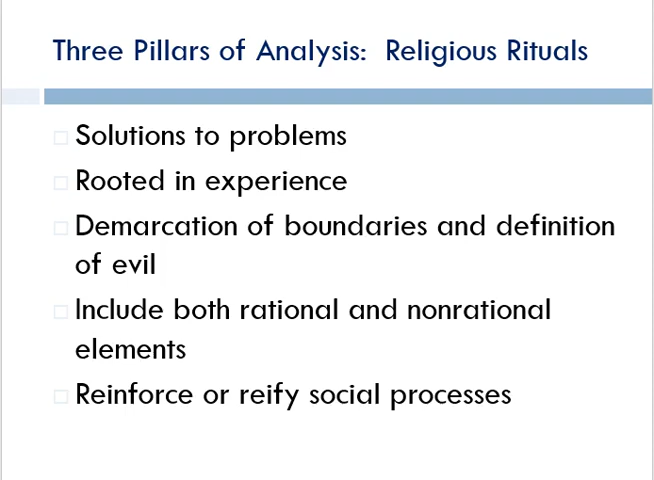 Three Pillars of Analysis: Religious Rituals
Solutions to problems
Rooted in experience
Demarcation of boundaries and definition
of evil
Include both rational and nonrational
elements
Reinforce or reify social processes